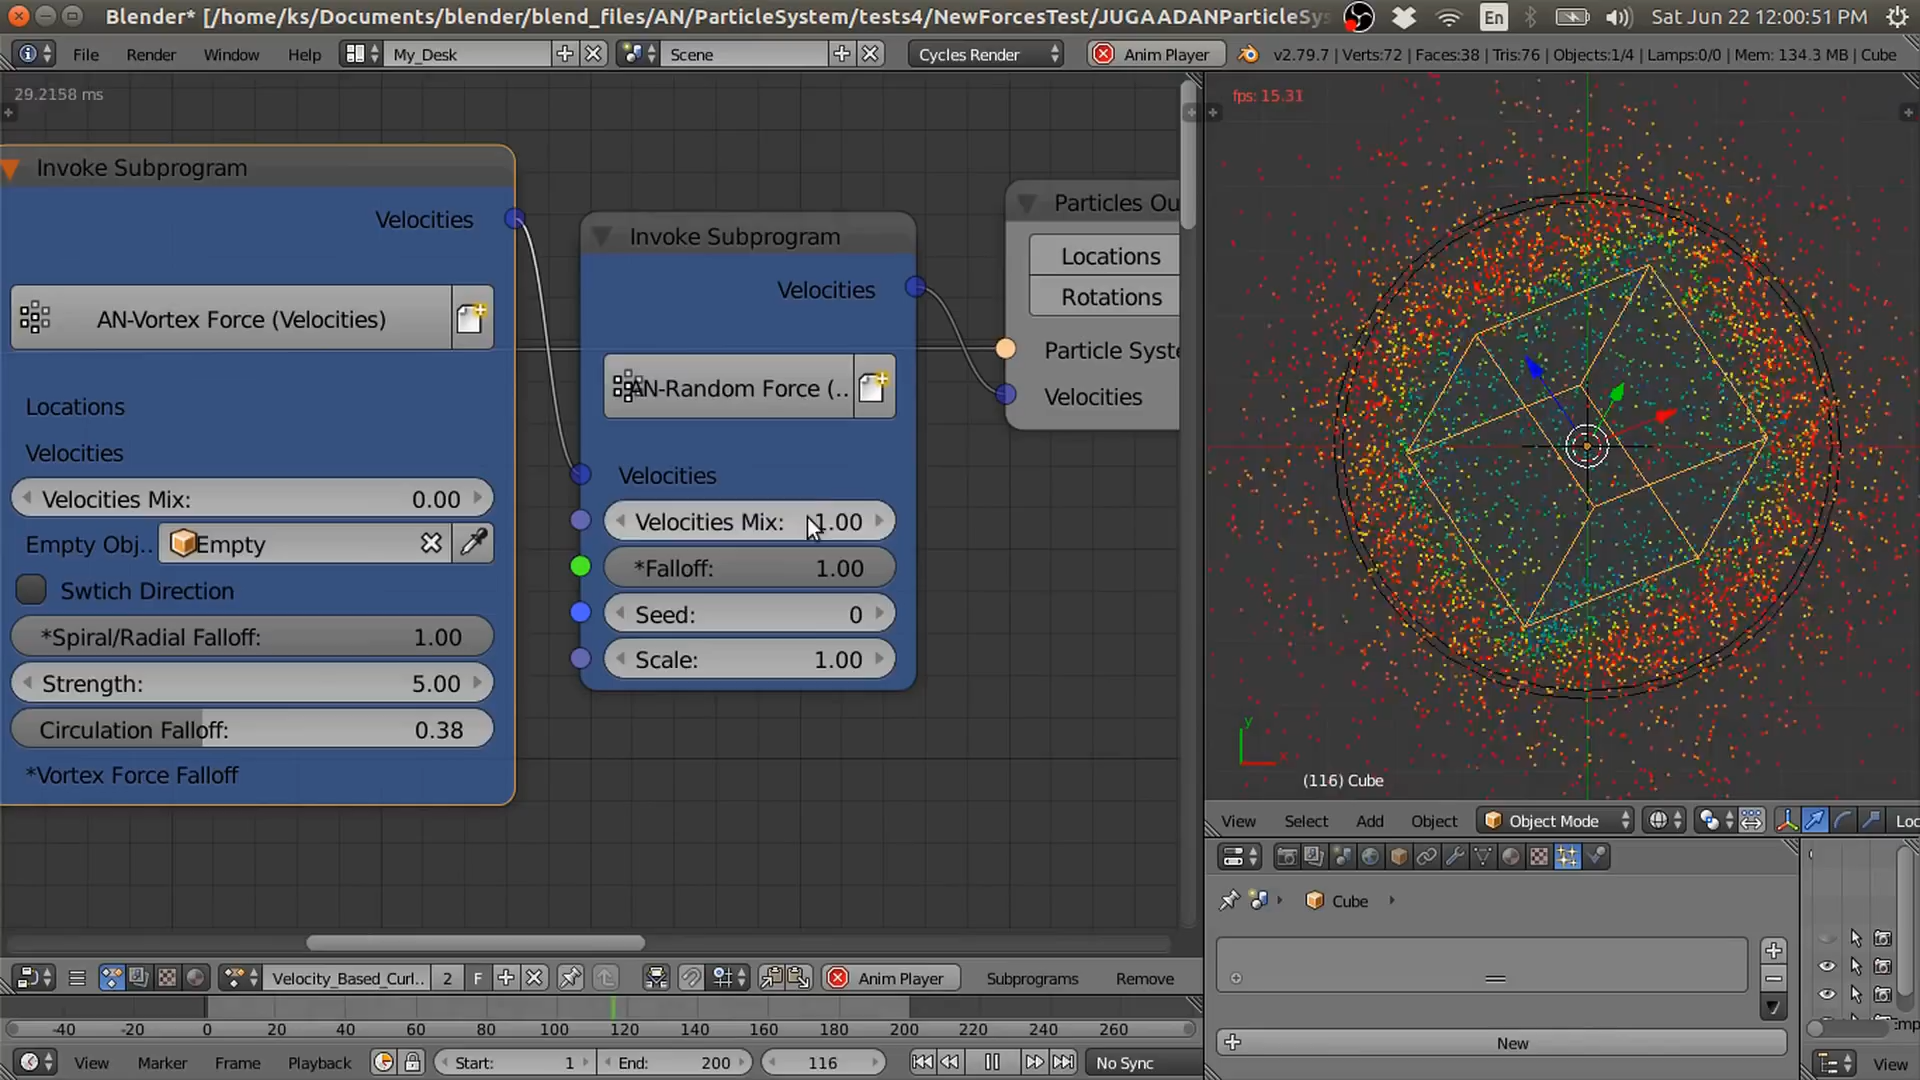 Blender* [/home/ks/Documents/blender/blend_files/AN/ParticleSystem/tests4/NewForcesTest/JUGAADANParticleSys
En
Sat Jun 22 12:00:51 PM
File
Render
Window
Help
My_Desk
Scene
Cycles Render
Anim Player
v2.79.7 | Verts:72 | Faces:38 | Tris:76 | Objects:1/4 | Lamps:0/0 | Mem: 134.3 MB | Cube
29.2158 ms
fps: 15.31
Invoke Subprogram
Velocities
AN-Vortex Force (Velocities)
Locations
Velocities
Velocities Mix: 0.00
Empty Obj.. Empty
Swtich Direction
*Spiral/Radial Falloff: 1.00
Strength: 5.00
Circulation Falloff: 0.38
*Vortex Force Falloff
Invoke Subprogram
Velocities
AN-Random Force (..
Velocities
Velocities Mix: 1.00
*Falloff: 1.00
Seed: 0
Scale: 1.00
Particles Ou
Locations
Rotations
Particle Syste
Velocities
y
x
(116) Cube
View
Select
Add
Object
Object Mode
Loc
Cube
New
Velocity_Based_Curl..
2
F
Anim Player
Subprograms
Remove
-40 -20 0 20 40 60 80 100 120 140 160 180 200 220 240 260
View
Marker
Frame
Playback
Start: 1
End: 200
116
No Sync
View